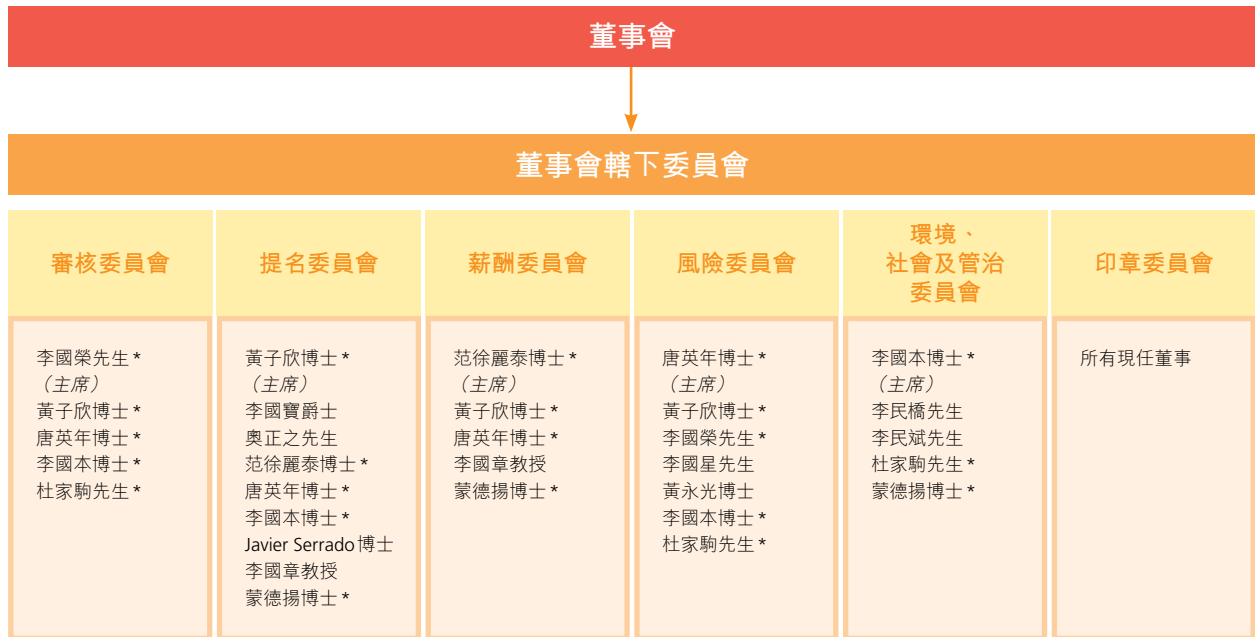 董事會
董事會轄下委員會
審核委員會
李國榮先生*
（主席）
黃子欣博士*
唐英年博士*
李國本博士*
杜家駒先生*
提名委員會
黃子欣博士*
（主席）
李國寶爵士
奧正之先生
范徐麗泰博士*
唐英年博士*
李國本博士*
Javier Serrado博士
李國章教授
蒙德揚博士*
薪酬委員會
范徐麗泰博士*
（主席）
黃子欣博士*
唐英年博士*
李國章教授
蒙德揚博士*
風險委員會
唐英年博士*
（主席）
黃子欣博士*
李國榮先生*
李國星先生
黃永光博士
李國本博士*
杜家駒先生*
環境、
社會及管治
委員會
李國本博士*
（主席）
李民橋先生
李民斌先生
杜家駒先生*
蒙德揚博士*
印章委員會
所有現任董事